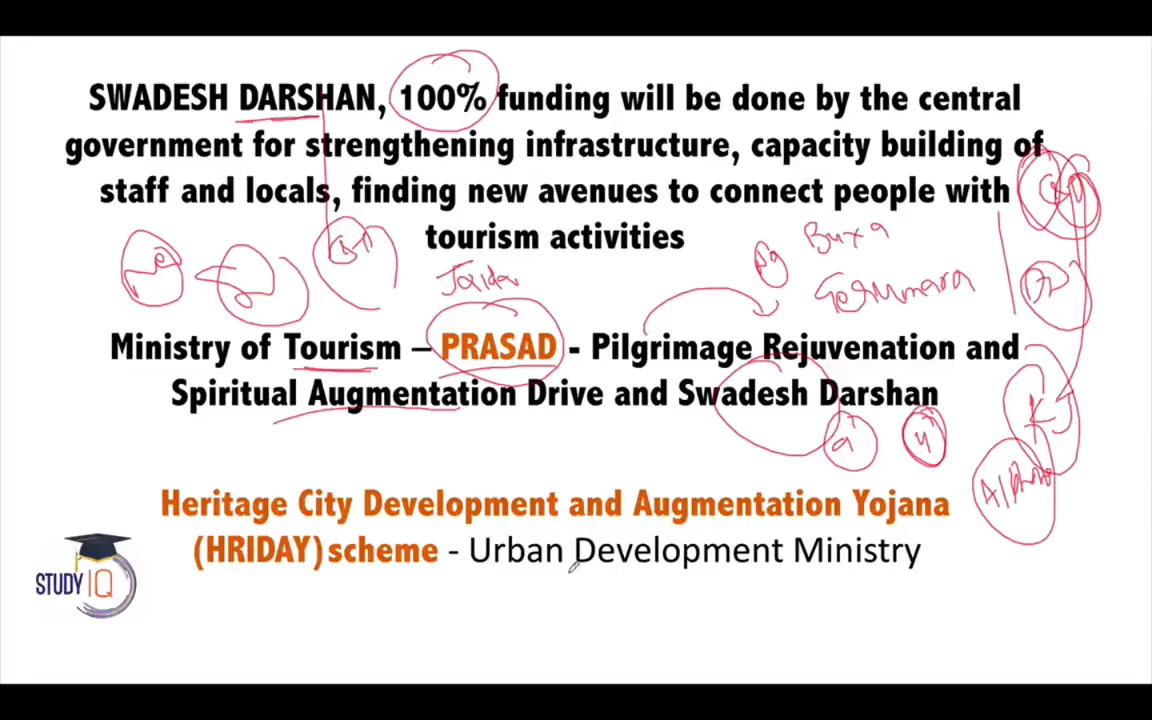 SWADESH DARSHAN, 100% funding will be done by the central
government for strengthening infrastructure, capacity building of
staff and locals, finding new avenues to connect people with
tourism activities
Buxa
Ministry of Tourism – PRASAD - Pilgrimage Rejuvenation and
Spiritual Augmentation Drive and Swadesh Darshan
Heritage City Development and Augmentation Yojana
(HRIDAY) scheme - Urban Development Ministry
STUDY IQ